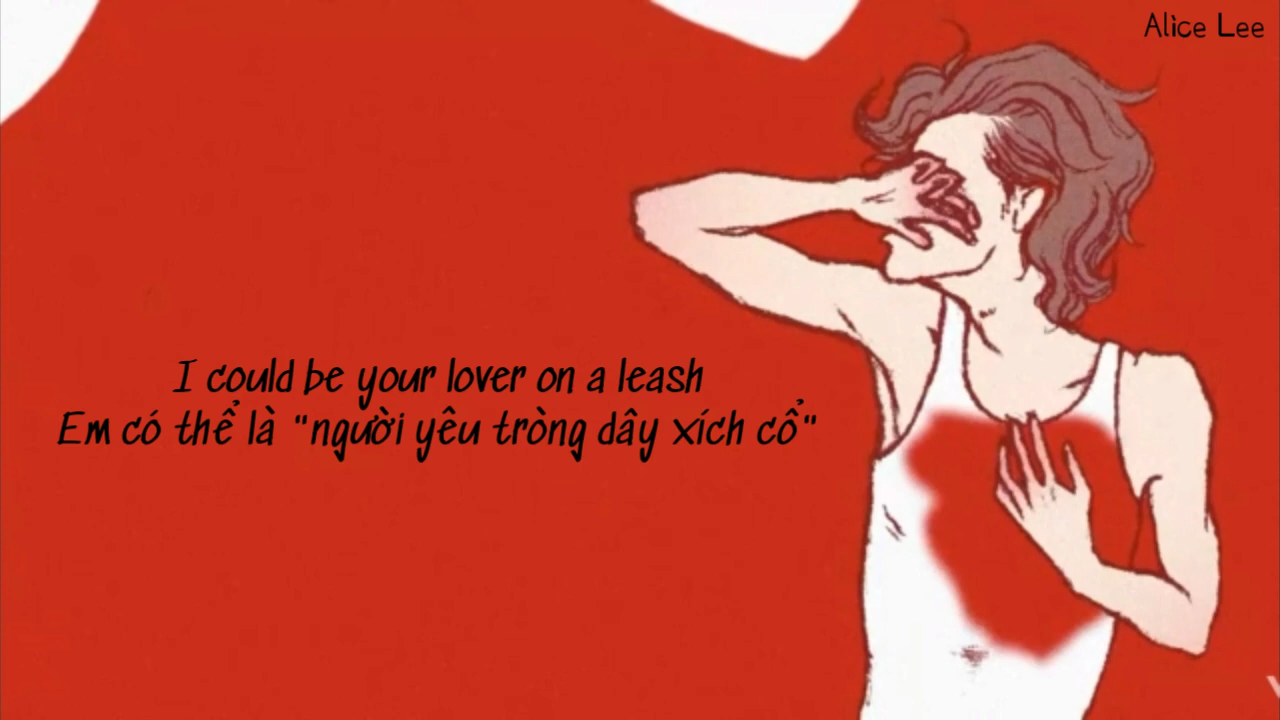 Alice Lee
I could be your lover on a leash
Em có thể là "người yêu tròng dây xích cổ"